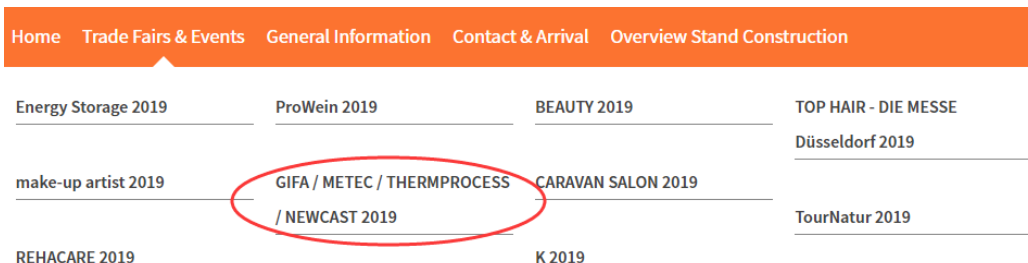 Home Trade Fairs & Events General Information Contact & Arrival Overview Stand Construction
Energy Storage 2019 ProWein 2019 BEAUTY 2019 TOP HAIR - DIE MESSE
Düsseldorf 2019
make-up artist 2019 GIFA / METEC / THERMPROCESS CARAVAN SALON 2019
/ NEWCAST 2019 TourNatur 2019
REHACARE 2019 K 2019